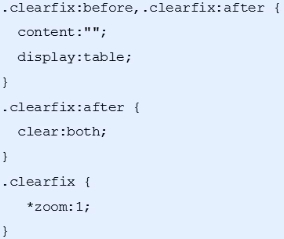 .clearfix:before,.clearfix:after {
  content:"";
  display:table;
}
.clearfix:after {
  clear:both;
}
.clearfix {
   *zoom:1;
}